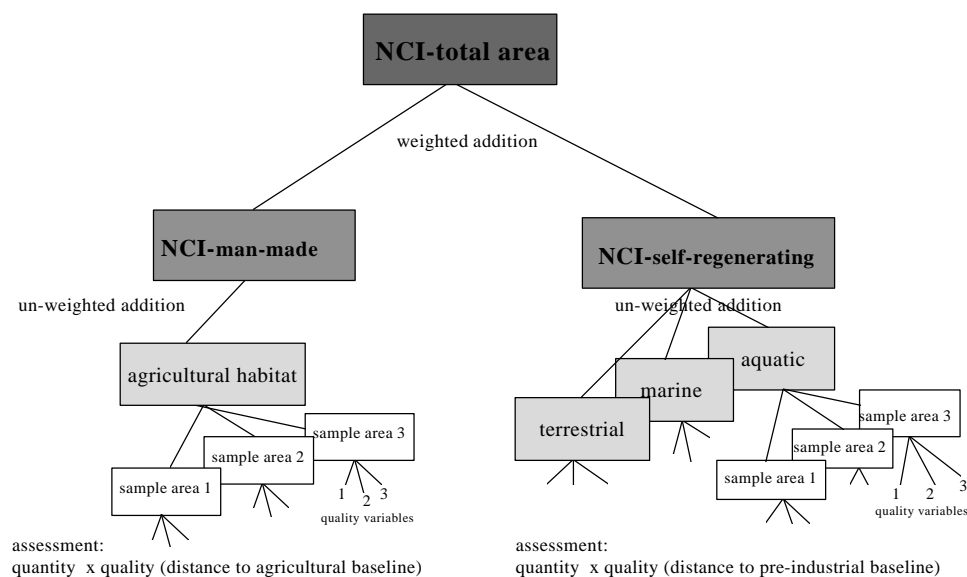 NCI-total area
weighted addition
NCI-man-made
NCI-self-regenerating
un-weighted addition
un-weighted addition
agricultural habitat
aquatic
marine
terrestrial
sample area 3
sample area 2
sample area 1
1 2 3
quality variables
sample area 3
sample area 2
sample area 1
1 2 3
quality variables
assessment:
quantity x quality (distance to agricultural baseline)
assessment:
quantity x quality (distance to pre-industrial baseline)